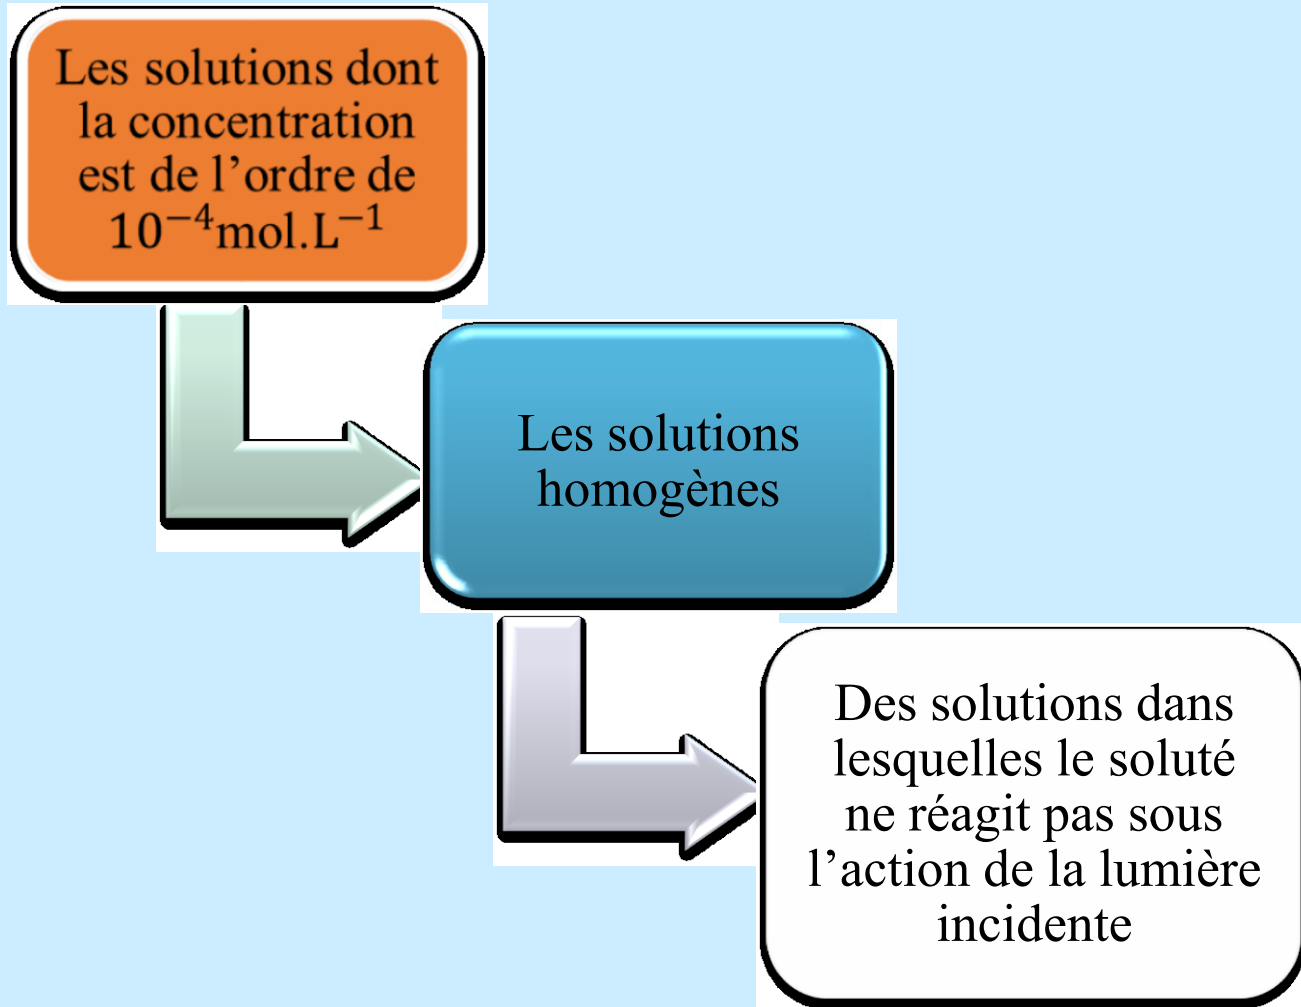 Les solutions dont
la concentration
est de l’ordre de
10⁻⁴mol.L⁻¹
Les solutions
homogènes
Des solutions dans
lesquelles le soluté
ne réagit pas sous
l’action de la lumière
incidente